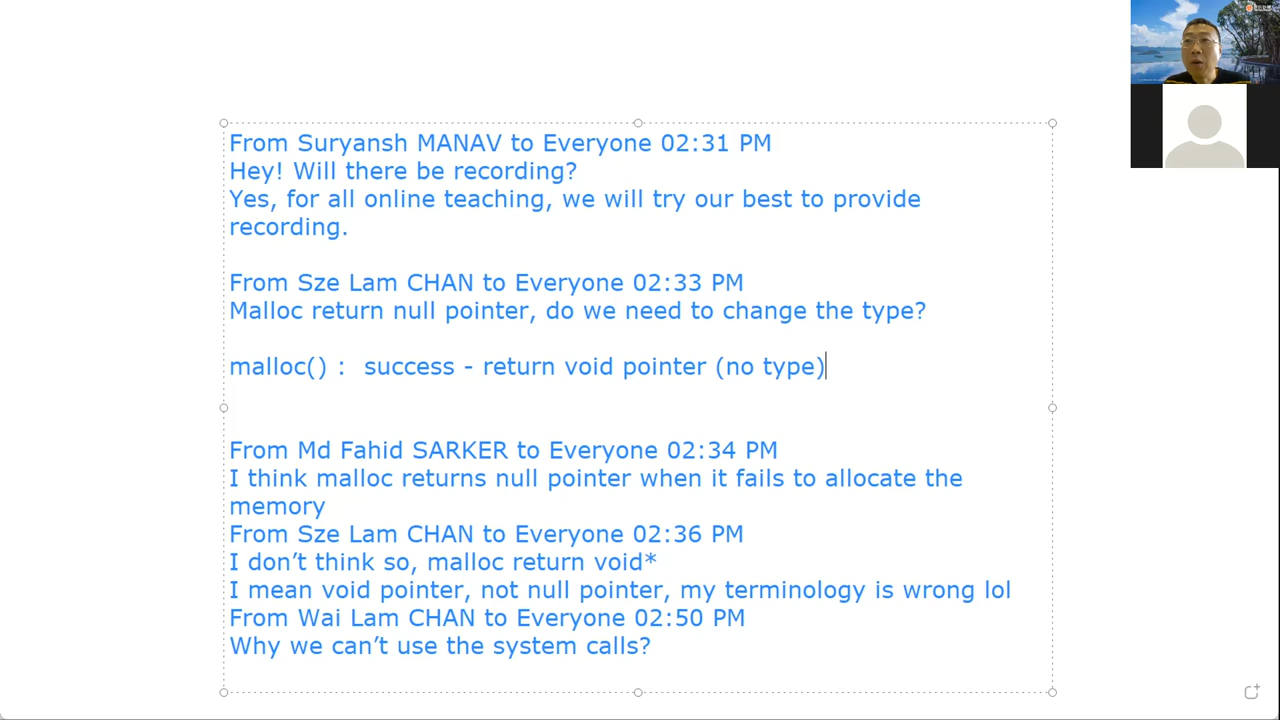 From Suryansh MANAV to Everyone 02:31 PM
Hey! Will there be recording?
Yes, for all online teaching, we will try our best to provide
recording.
From Sze Lam CHAN to Everyone 02:33 PM
Malloc return null pointer, do we need to change the type?
malloc() :  success - return void pointer (no type)
From Md Fahid SARKER to Everyone 02:34 PM
I think malloc returns null pointer when it fails to allocate the
memory
From Sze Lam CHAN to Everyone 02:36 PM
I don’t think so, malloc return void*
I mean void pointer, not null pointer, my terminology is wrong lol
From Wai Lam CHAN to Everyone 02:50 PM
Why we can’t use the system calls?